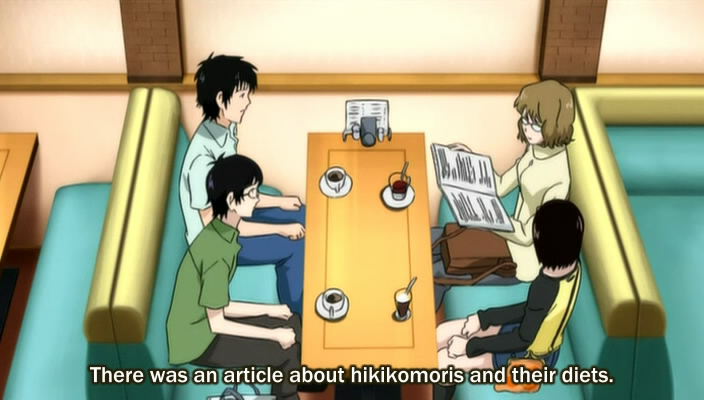 There was an article about hikikomoris and their diets.